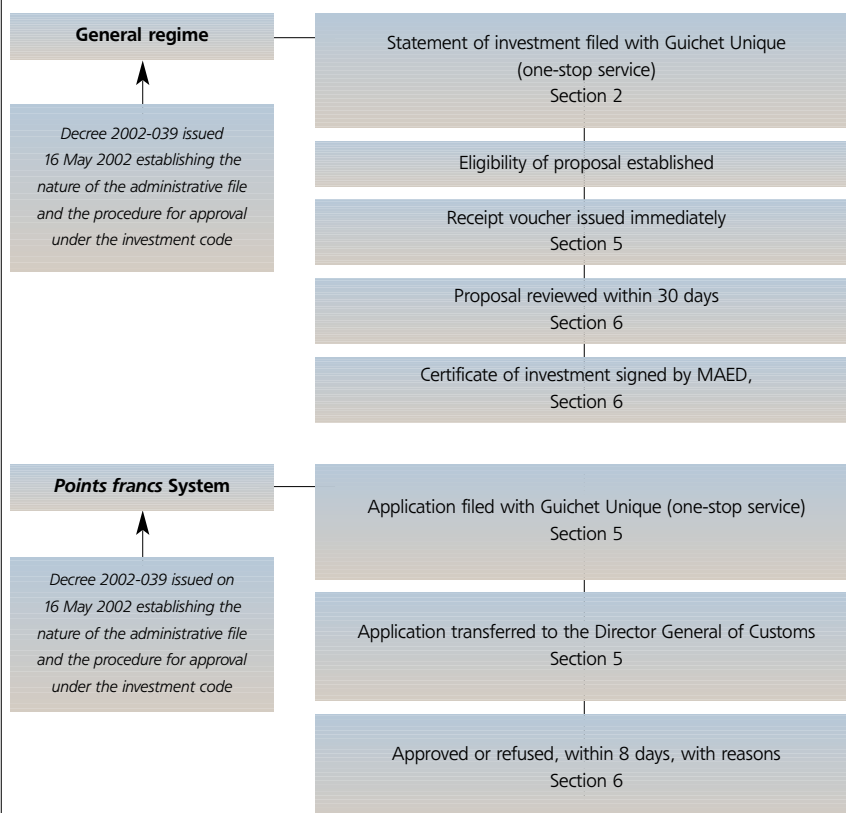 General regime
Statement of investment filed with Guichet Unique
(one-stop service)
Section 2
Decree 2002-039 issued
16 May 2002 establishing the
nature of the administrative file
and the procedure for approval
under the investment code
Eligibility of proposal established
Receipt voucher issued immediately
Section 5
Proposal reviewed within 30 days
Section 6
Certificate of investment signed by MAED,
Section 6
Points francs System
Application filed with Guichet Unique (one-stop service)
Section 5
Decree 2002-039 issued on
16 May 2002 establishing the
nature of the administrative file
and the procedure for approval
under the investment code
Application transferred to the Director General of Customs
Section 5
Approved or refused, within 8 days, with reasons
Section 6